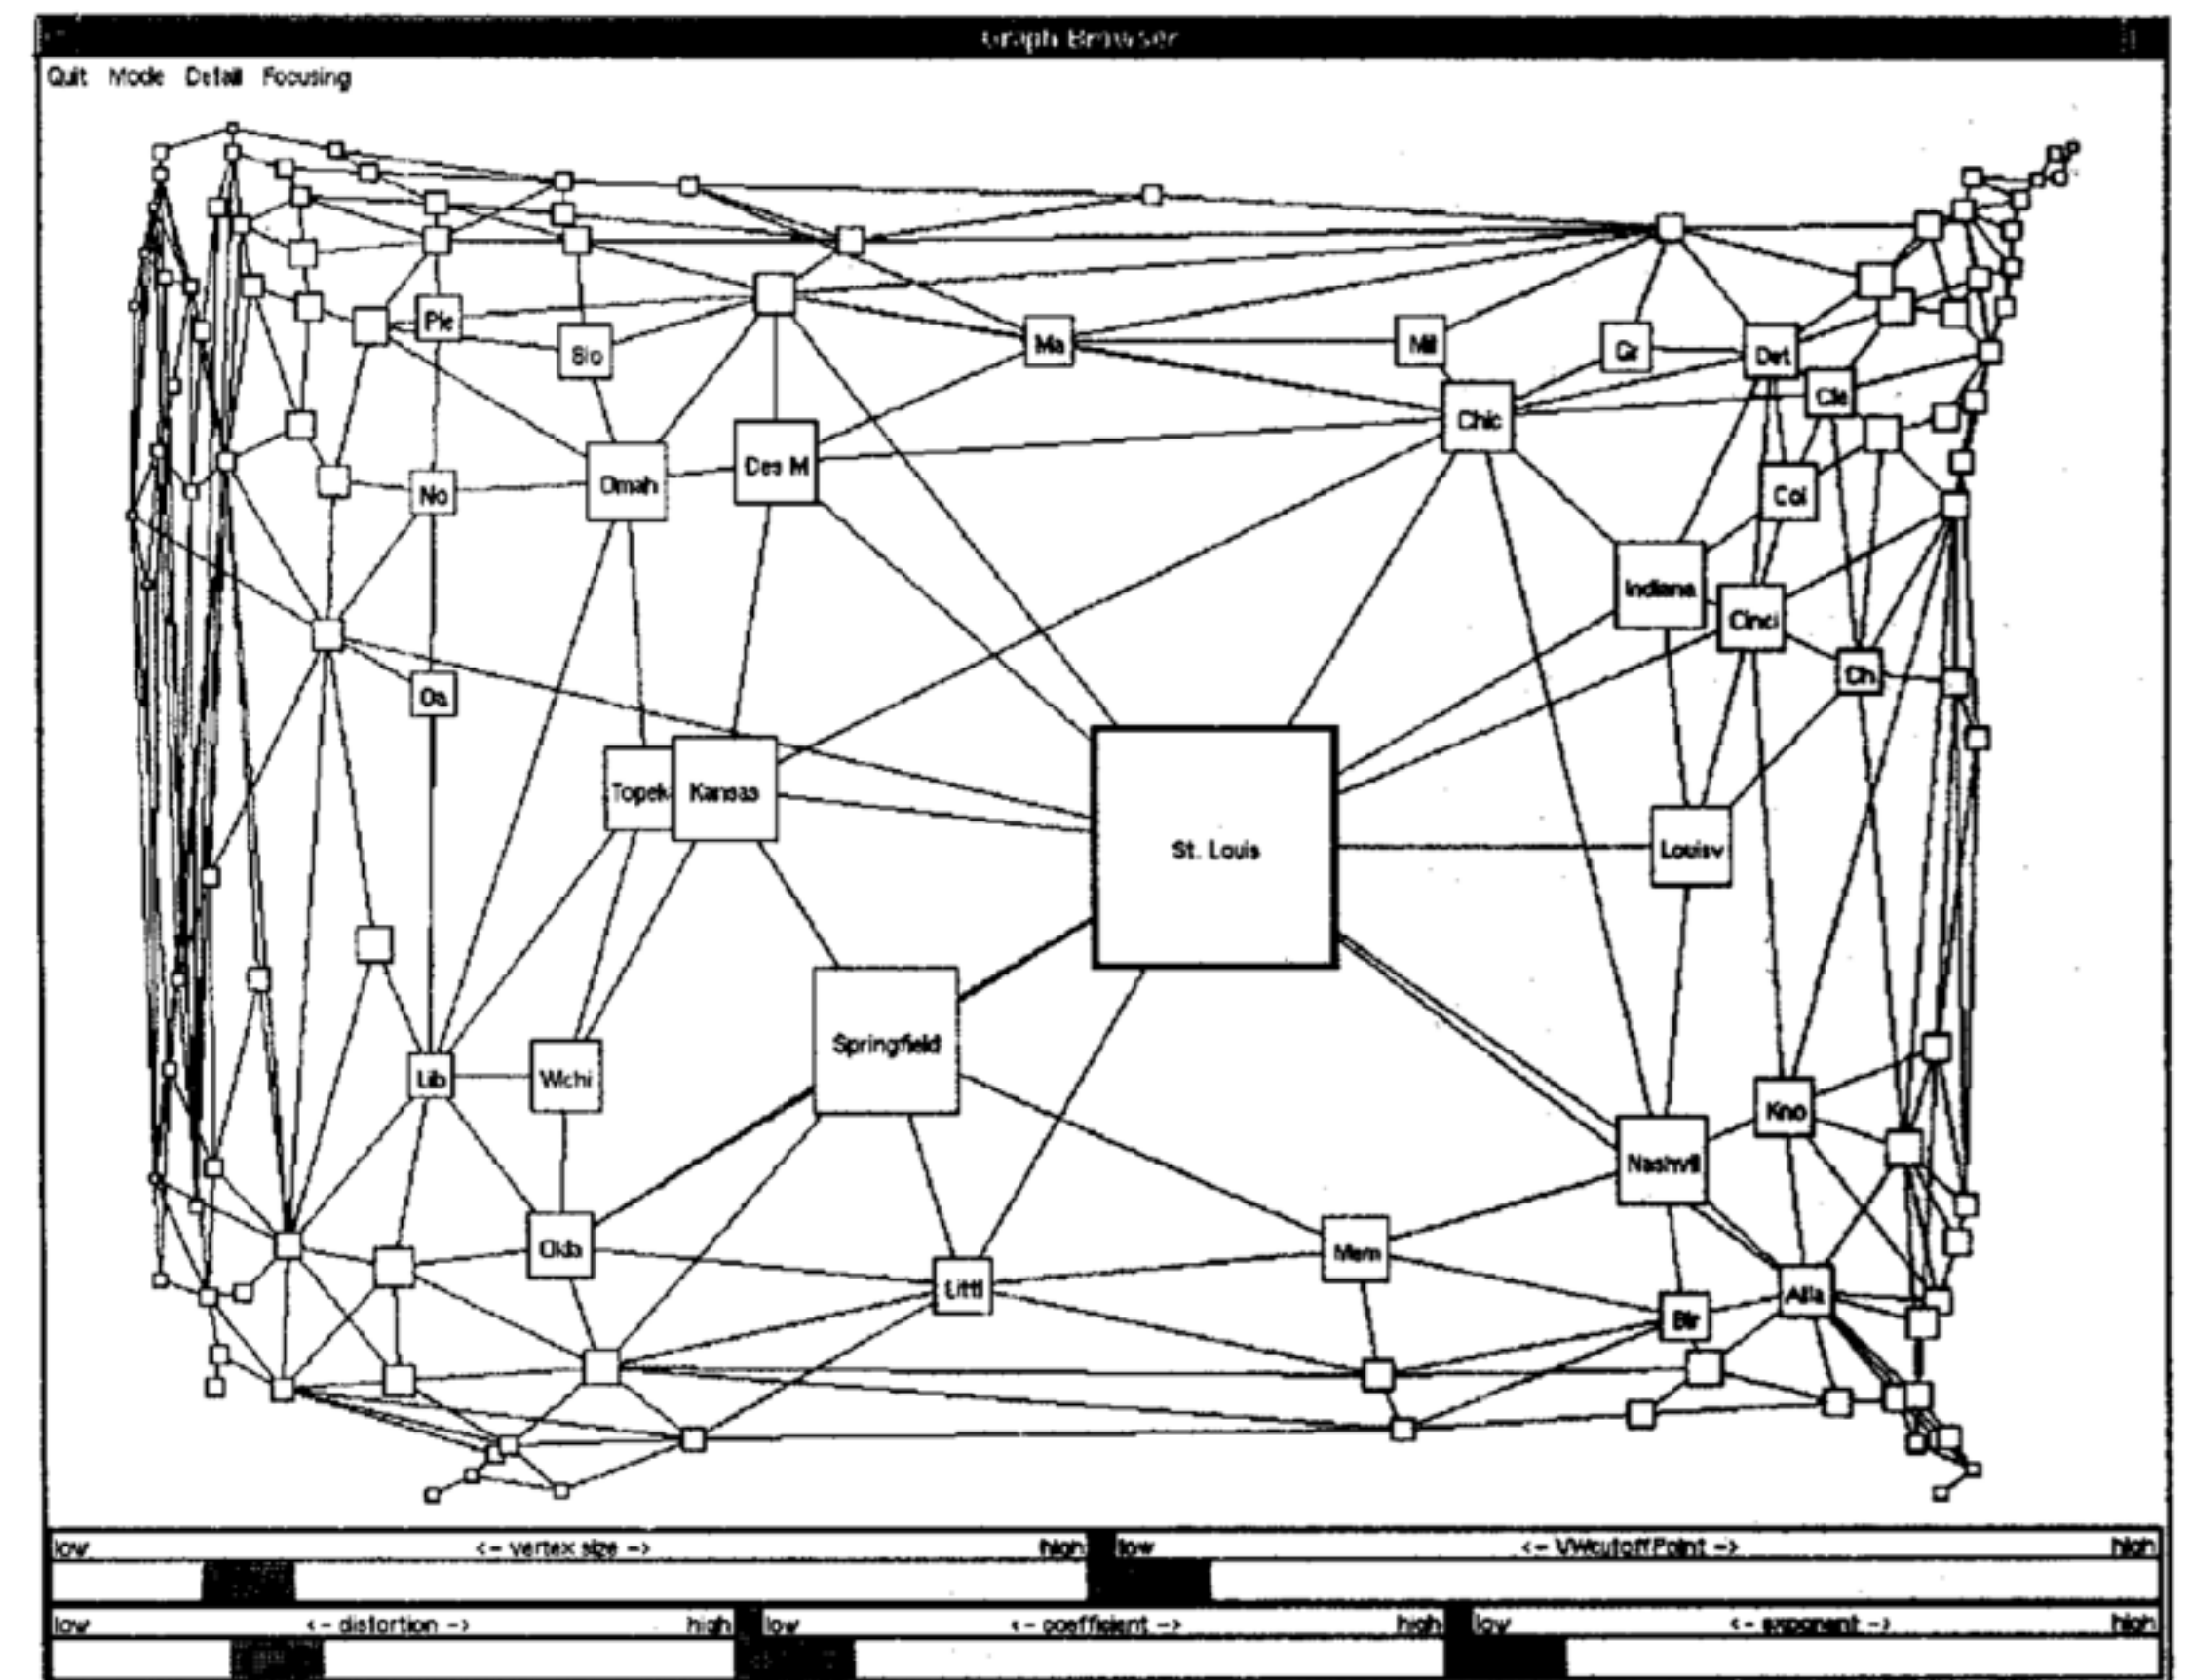 Graph Browser
Quit Mode Detail Focusing
Pie
Sio
Ma
Mil
Gr
Det
Cle
Chic
Des M
Omah
No
Col
Indiana
Cinci
Ch
Oa
Topek
Kansas
St. Louis
Louisv
Springfield
Lib
Wichi
Kno
Nashvil
Okla
Mem
Littl
Atla
Bir
low <- vertex size -> high low <- VWcutoffPoint -> high
low <- distortion -> high low <- coefficient -> high low <- exponent -> high